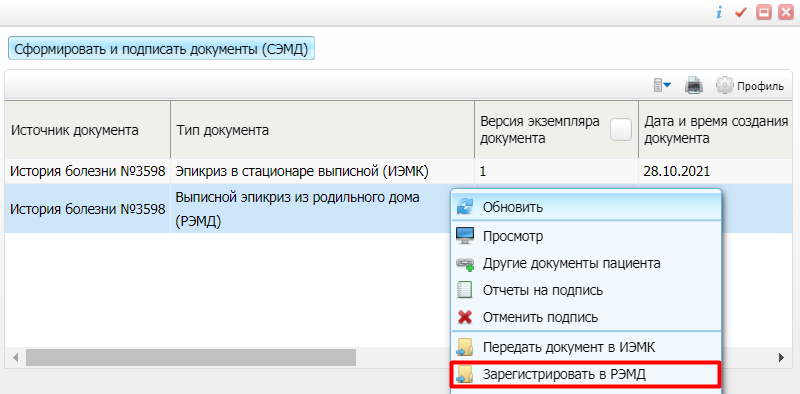 Сформировать и подписать документы (СЭМД)
Профиль
Источник документа
Тип документа
Версия экземпляра
документа
Дата и время создания
документа
История болезни №3598
Эпикриз в стационаре выписной (ИЭМК)
1
28.10.2021
История болезни №3598
Выписной эпикриз из родильного дома
(РЭМД)
Обновить
Просмотр
Другие документы пациента
Отчеты на подпись
Отменить подпись
Передать документ в ИЭМК
Зарегистрировать в РЭМД